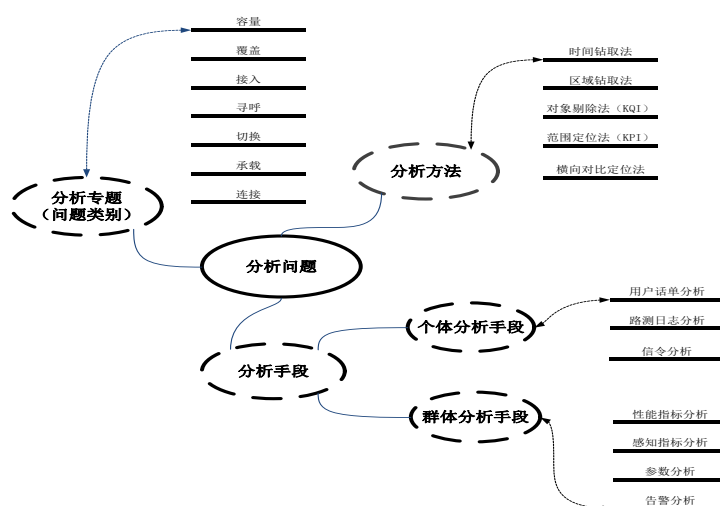 容量
覆盖
接入
寻呼
切换
承载
连接
分析专题
（问题类别）
时间钻取法
区域钻取法
对象剔除法（KQI）
范围定位法（KPI）
横向对比定位法
分析方法
分析问题
分析手段
个体分析手段
用户话单分析
路测日志分析
信令分析
群体分析手段
性能指标分析
感知指标分析
参数分析
告警分析